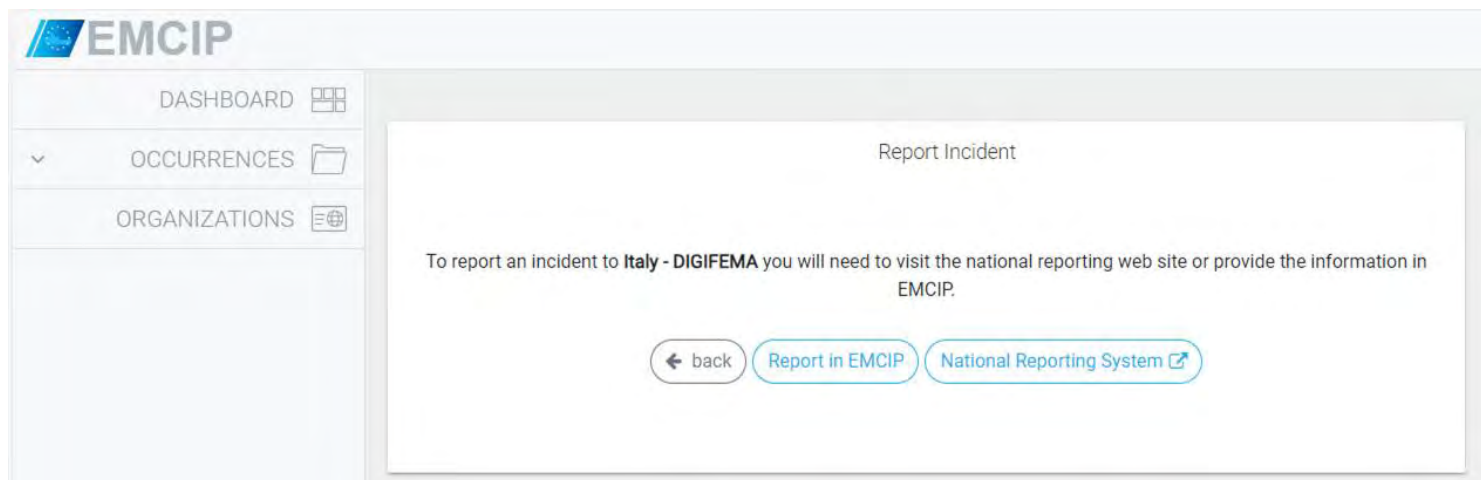 EMCIP
DASHBOARD
OCCURRENCES
ORGANIZATIONS
Report Incident
To report an incident to Italy - DIGIFEMA you will need to visit the national reporting web site or provide the information in
EMCIP.
back
Report in EMCIP
National Reporting System